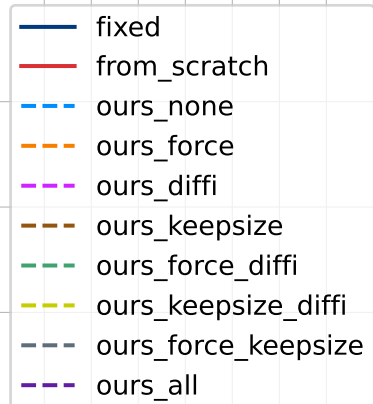 fixed
from_scratch
ours_none
ours_force
ours_diffi
ours_keepsize
ours_force_diffi
ours_keepsize_diffi
ours_force_keepsize
ours_all